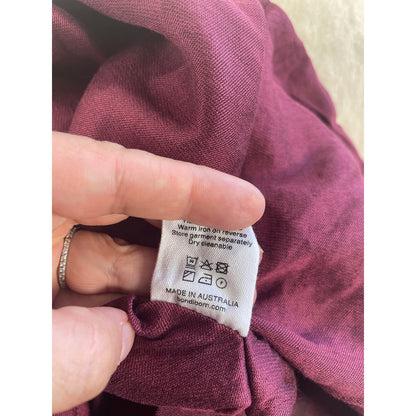 Warm iron on reverse
Store garment separately
Dry cleanable
MADE IN AUSTRALIA
bondiborn.com